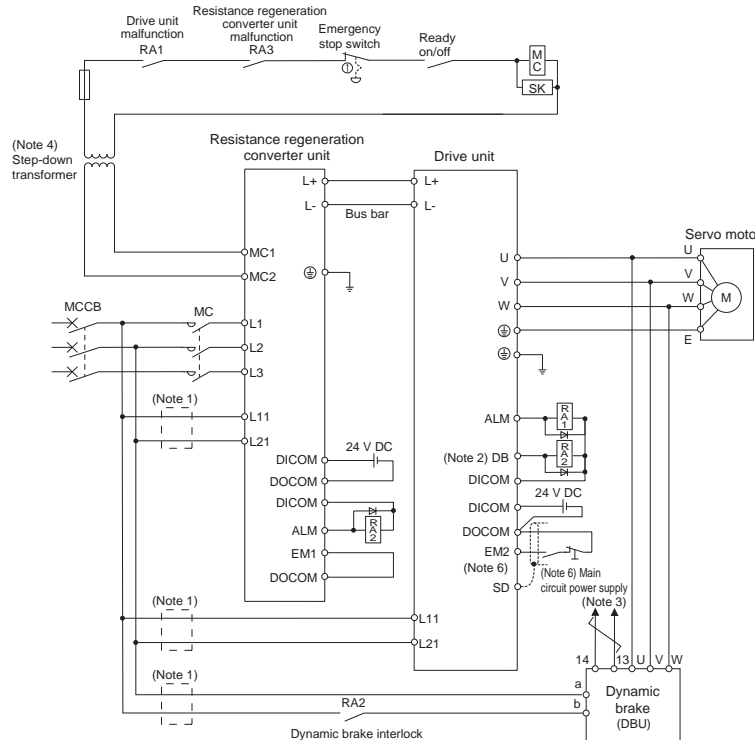 Drive unit
malfunction
RA1
Resistance regeneration
converter unit
malfunction
RA3
Emergency
stop switch
Ready
on/off
MC
SK
(Note 4)
Step-down
transformer
Resistance regeneration
converter unit
Drive unit
L+
L+
L-
L-
Bus bar
MC1
MC2
Servo motor
U
U
V
V
W
W
M
E
MCCB
MC
L1
L2
L3
(Note 1)
L11
L21
ALM
RA1
(Note 2) DB
RA2
DICOM
DICOM
24 V DC
DOCOM
DICOM
ALM
RA2
EM1
DOCOM
DICOM
24 V DC
DOCOM
EM2
(Note 6)
SD
(Note 6) Main
circuit power supply
(Note 3)
(Note 1)
L11
L21
(Note 1)
14
13
U
V
W
a
b
RA2
Dynamic brake interlock
Dynamic
brake
(DBU)